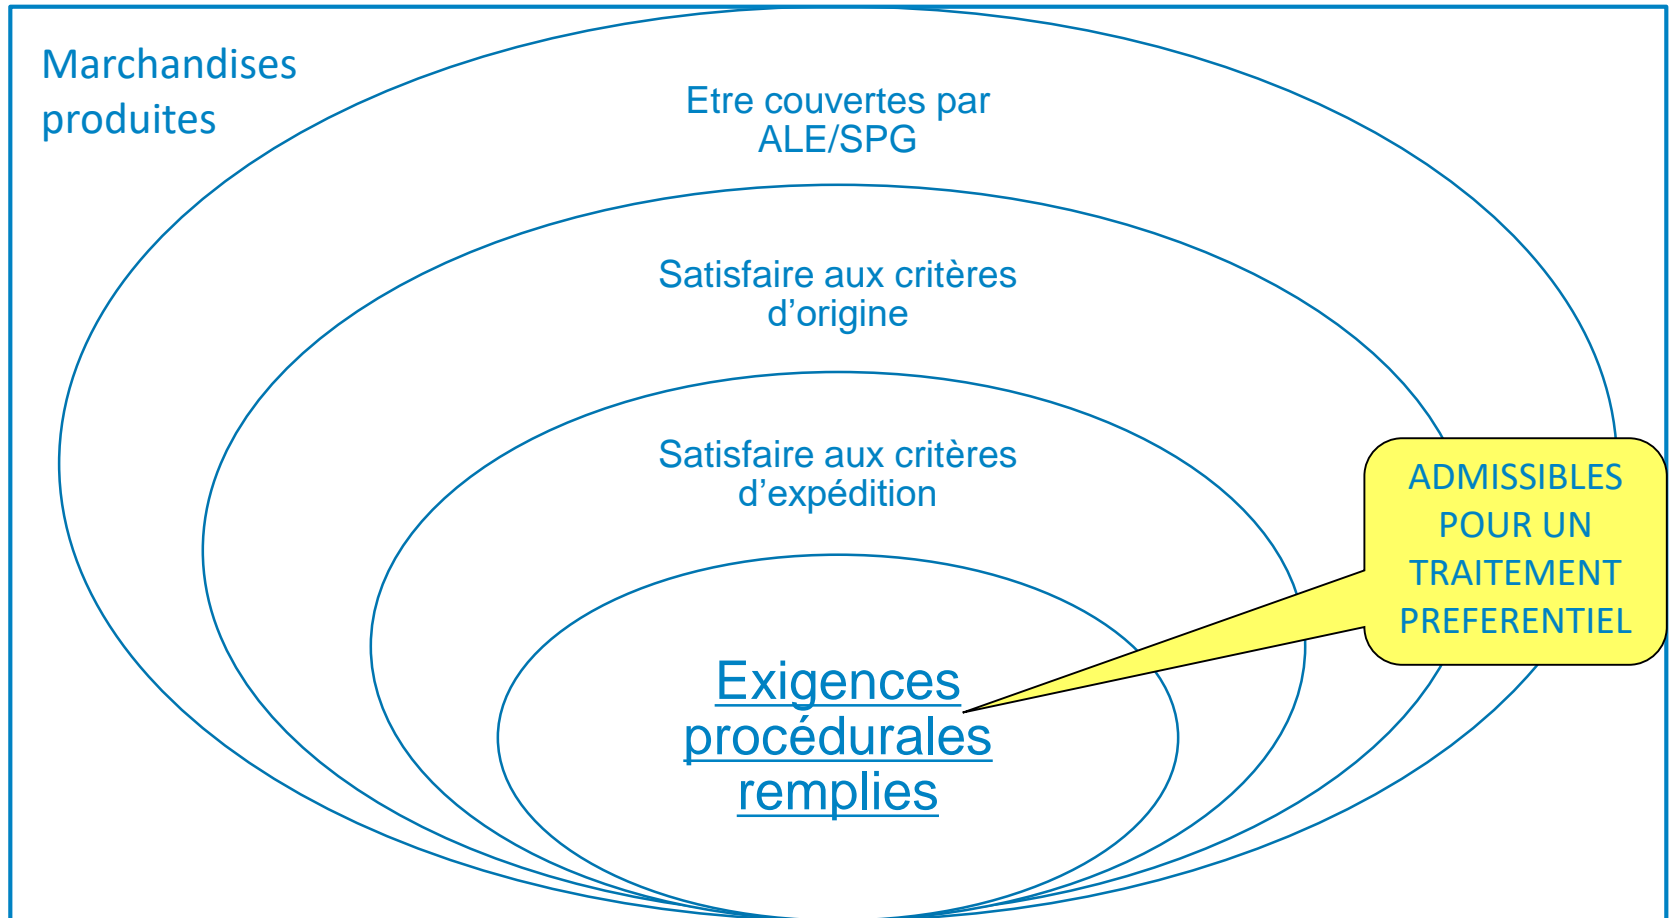 Marchandises
produites
Etre couvertes par
ALE/SPG
Satisfaire aux critères
d’origine
Satisfaire aux critères
d’expédition
ADMISSIBLES
POUR UN
TRAITEMENT
PREFERENTIEL
Exigences
procédurales
remplies